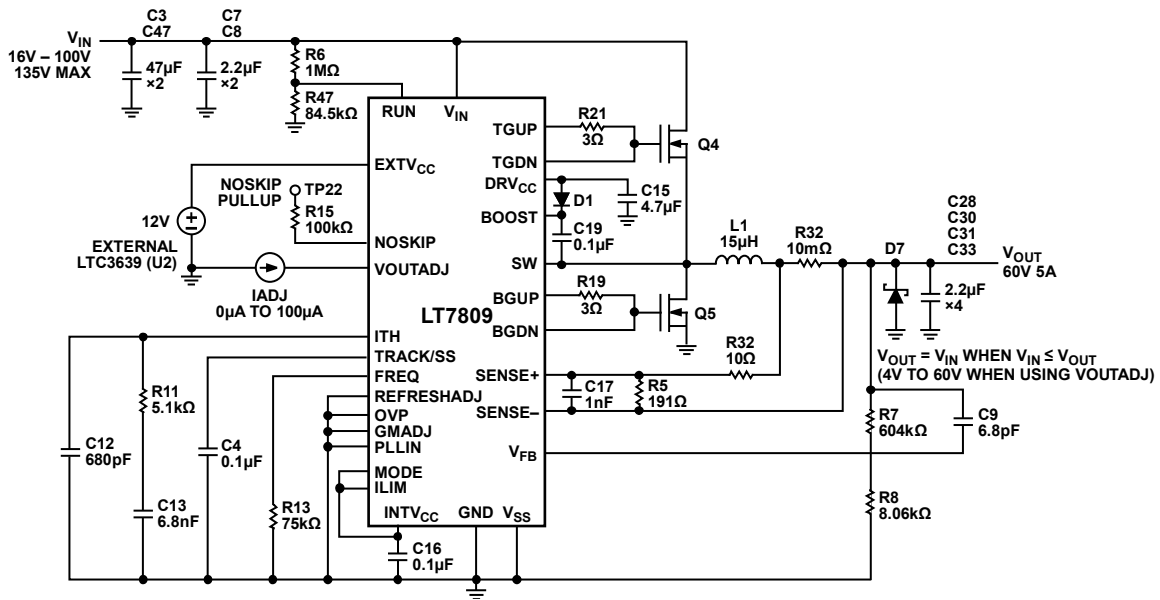 C3
C47
C7
C8
VIN
16V – 100V
135V MAX
47µF
×2
2.2µF
×2
R6
1MΩ
R47
84.5kΩ
RUN
VIN
TGUP
R21
3Ω
Q4
TGDN
EXTVCC
DRVCC
D1
C15
4.7µF
NOSKIP
PULLUP
TP22
R15
100kΩ
BOOST
C19
0.1µF
12V
EXTERNAL
LTC3639 (U2)
NOSKIP
L1
15µH
R32
10mΩ
D7
C28
C30
C31
C33
VOUT
60V 5A
SW
VOUTADJ
IADJ
0µA TO 100µA
2.2µF
×4
BGUP
R19
3Ω
Q5
LT7809
BGDN
ITH
VOUT = VIN WHEN VIN ≤ VOUT
(4V TO 60V WHEN USING VOUTADJ)
TRACK/SS
FREQ
SENSE+
R32
10Ω
REFRESHADJ
C17
1nF
R5
191Ω
R11
5.1kΩ
SENSE–
OVP
GMADJ
PLLIN
R7
604kΩ
C9
6.8pF
C12
680pF
C4
0.1µF
VFB
MODE
ILIM
C13
6.8nF
R13
75kΩ
R8
8.06kΩ
INTVCC
GND
VSS
C16
0.1µF